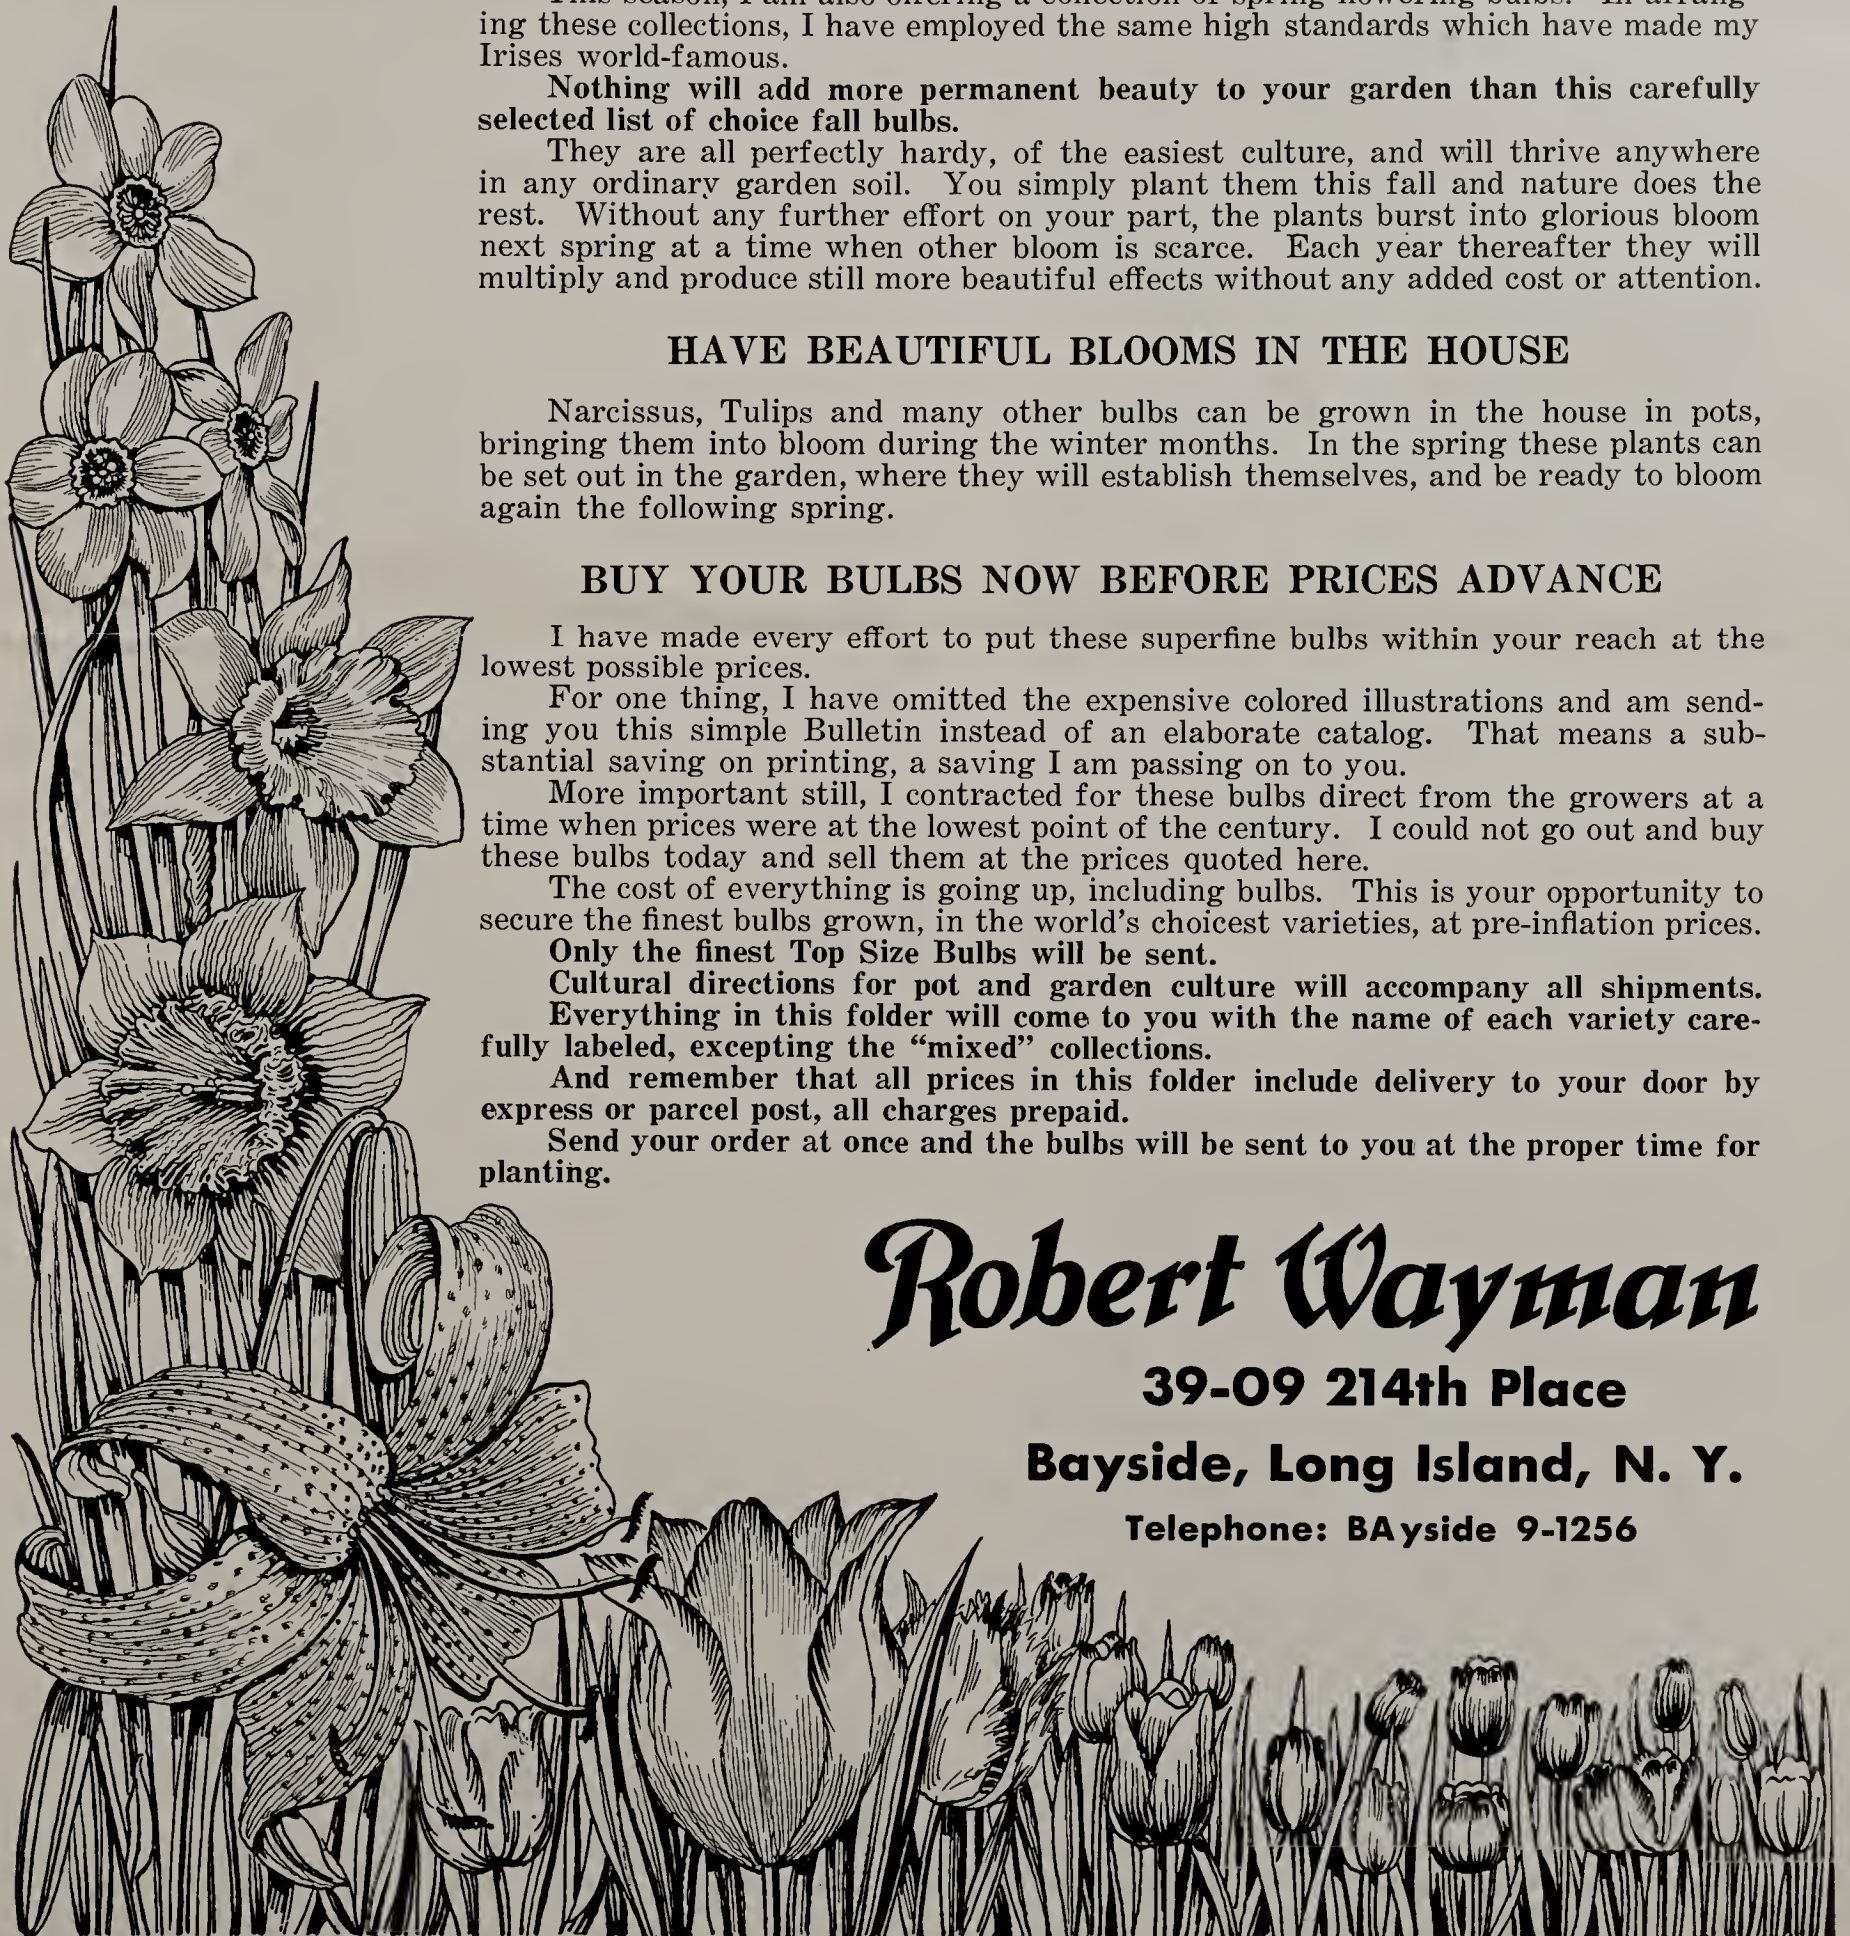 This season, I am also offering a collection of spring flowering bulbs. In arrang-
ing these collections, I have employed the same high standards which have made my
Irises world-famous.
Nothing will add more permanent beauty to your garden than this carefully
selected list of choice fall bulbs.
They are all perfectly hardy, of the easiest culture, and will thrive anywhere
in any ordinary garden soil. You simply plant them this fall and nature does the
rest. Without any further effort on your part, the plants burst into glorious bloom
next spring at a time when other bloom is scarce. Each year thereafter they will
multiply and produce still more beautiful effects without any added cost or attention.
HAVE BEAUTIFUL BLOOMS IN THE HOUSE
Narcissus, Tulips and many other bulbs can be grown in the house in pots,
bringing them into bloom during the winter months. In the spring these plants can
be set out in the garden, where they will establish themselves, and be ready to bloom
again the following spring.
BUY YOUR BULBS NOW BEFORE PRICES ADVANCE
I have made every effort to put these superfine bulbs within your reach at the
lowest possible prices.
For one thing, I have omitted the expensive colored illustrations and am send-
ing you this simple Bulletin instead of an elaborate catalog. That means a sub-
stantial saving on printing, a saving I am passing on to you.
More important still, I contracted for these bulbs direct from the growers at a
time when prices were at the lowest point of the century. I could not go out and buy
these bulbs today and sell them at the prices quoted here.
The cost of everything is going up, including bulbs. This is your opportunity to
secure the finest bulbs grown, in the world's choicest varieties, at pre-inflation prices.
Only the finest Top Size Bulbs will be sent.
Cultural directions for pot and garden culture will accompany all shipments.
Everything in this folder will come to you with the name of each variety care-
fully labeled, excepting the “mixed” collections.
And remember that all prices in this folder include delivery to your door by
express or parcel post, all charges prepaid.
Send your order at once and the bulbs will be sent to you at the proper time for
planting.
Robert Wayman
39-09 214th Place
Bayside, Long Island, N. Y.
Telephone: BAyside 9-1256